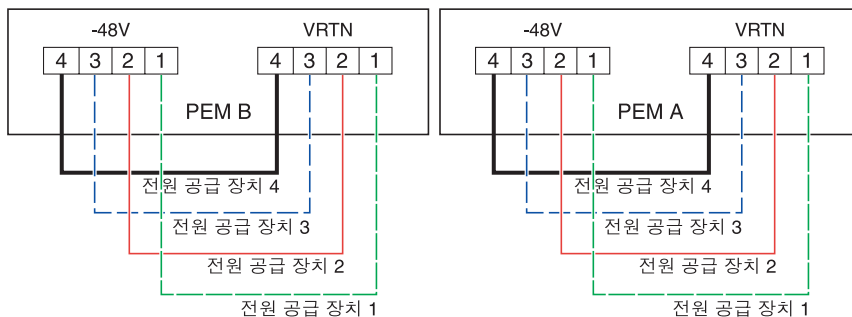 -48V VRTN
4 3 2 1 4 3 2 1
PEM B
전원 공급 장치 4
전원 공급 장치 3
전원 공급 장치 2
전원 공급 장치 1
-48V VRTN
4 3 2 1 4 3 2 1
PEM A
전원 공급 장치 4
전원 공급 장치 3
전원 공급 장치 2
전원 공급 장치 1